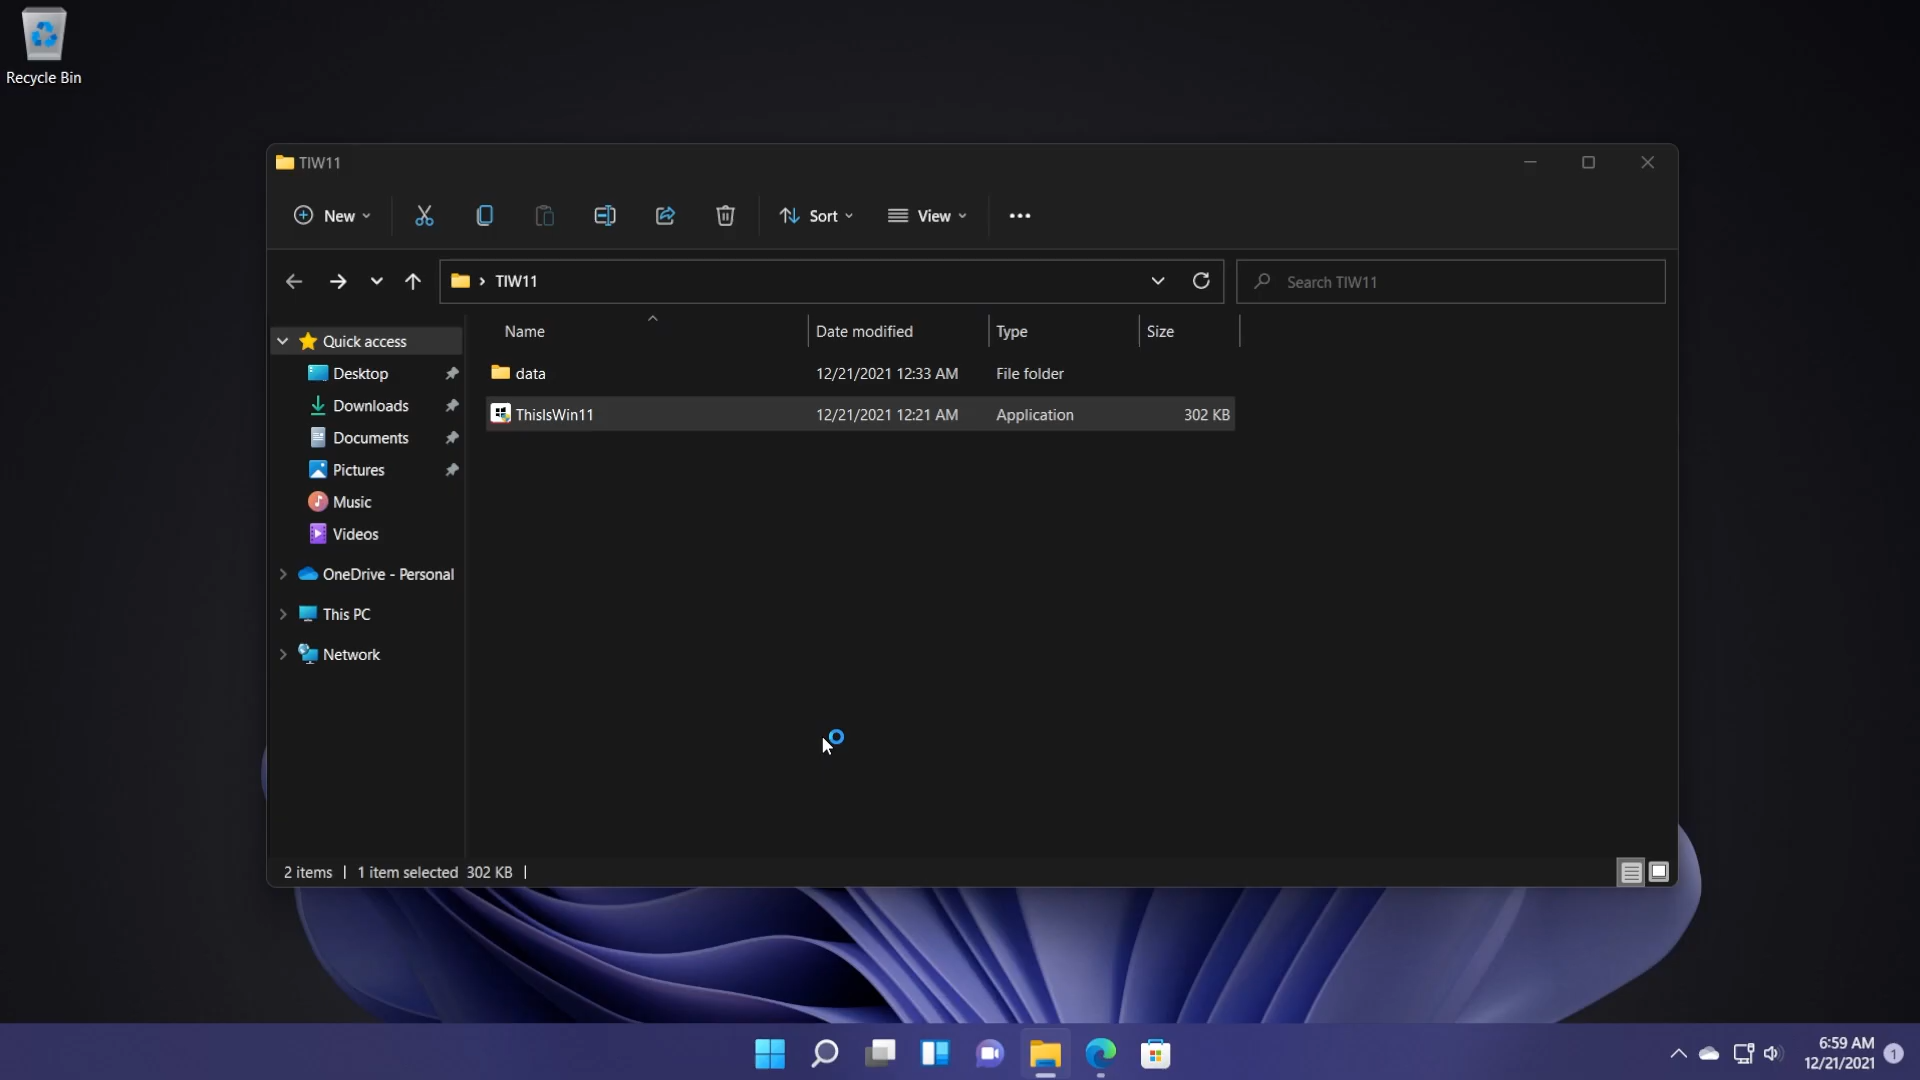 Recycle Bin
TIW11
New
Sort
View
TIW11
Search TIW11
Name
Date modified
Type
Size
Quick access
Desktop
Downloads
Documents
Pictures
Music
Videos
OneDrive - Personal
This PC
Network
data
12/21/2021 12:33 AM
File folder
ThisIsWin11
12/21/2021 12:21 AM
Application
302 KB
2 items
1 item selected 302 KB
6:59 AM
12/21/2021
1